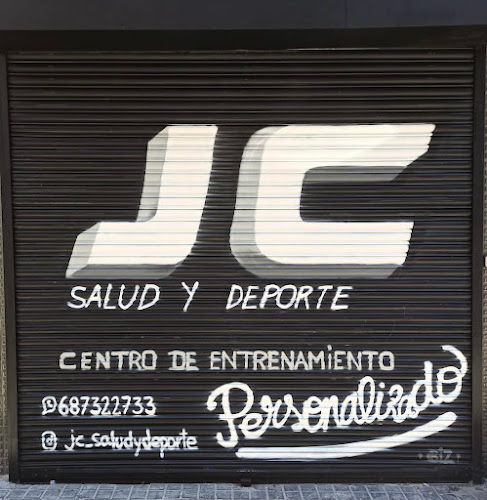 JC
SALUD Y DEPORTE
CENTRO DE ENTRENAMiENTO
Personalizado
687322733
jc_saludydeporte